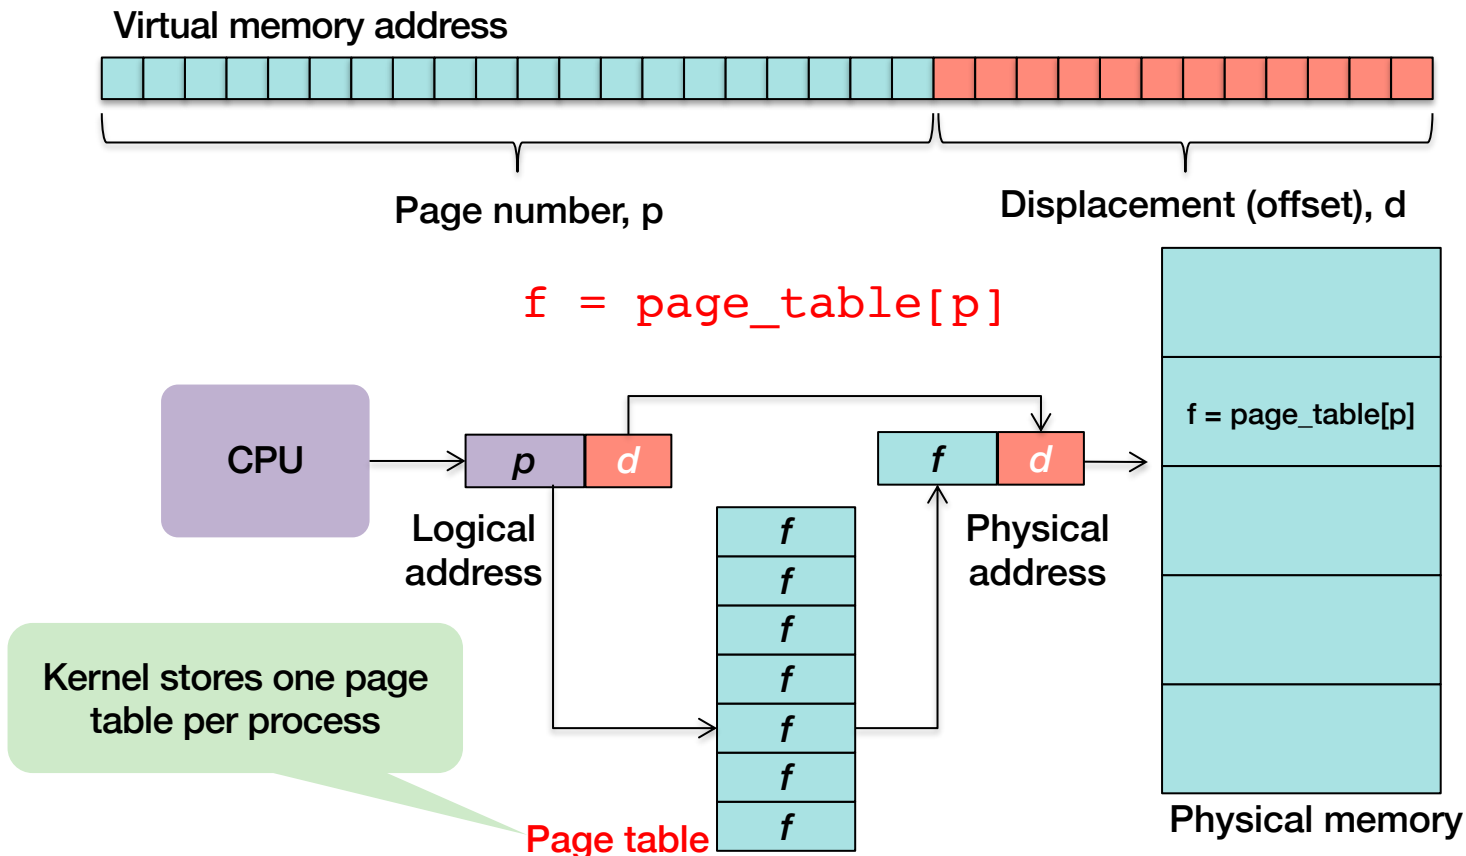 Virtual memory address
Page number, p
Displacement (offset), d
f = page_table[p]
CPU
p
d
Logical
address
f
d
Physical
address
f = page_table[p]
f
f
f
f
f
f
f
Kernel stores one page
table per process
Page table
Physical memory